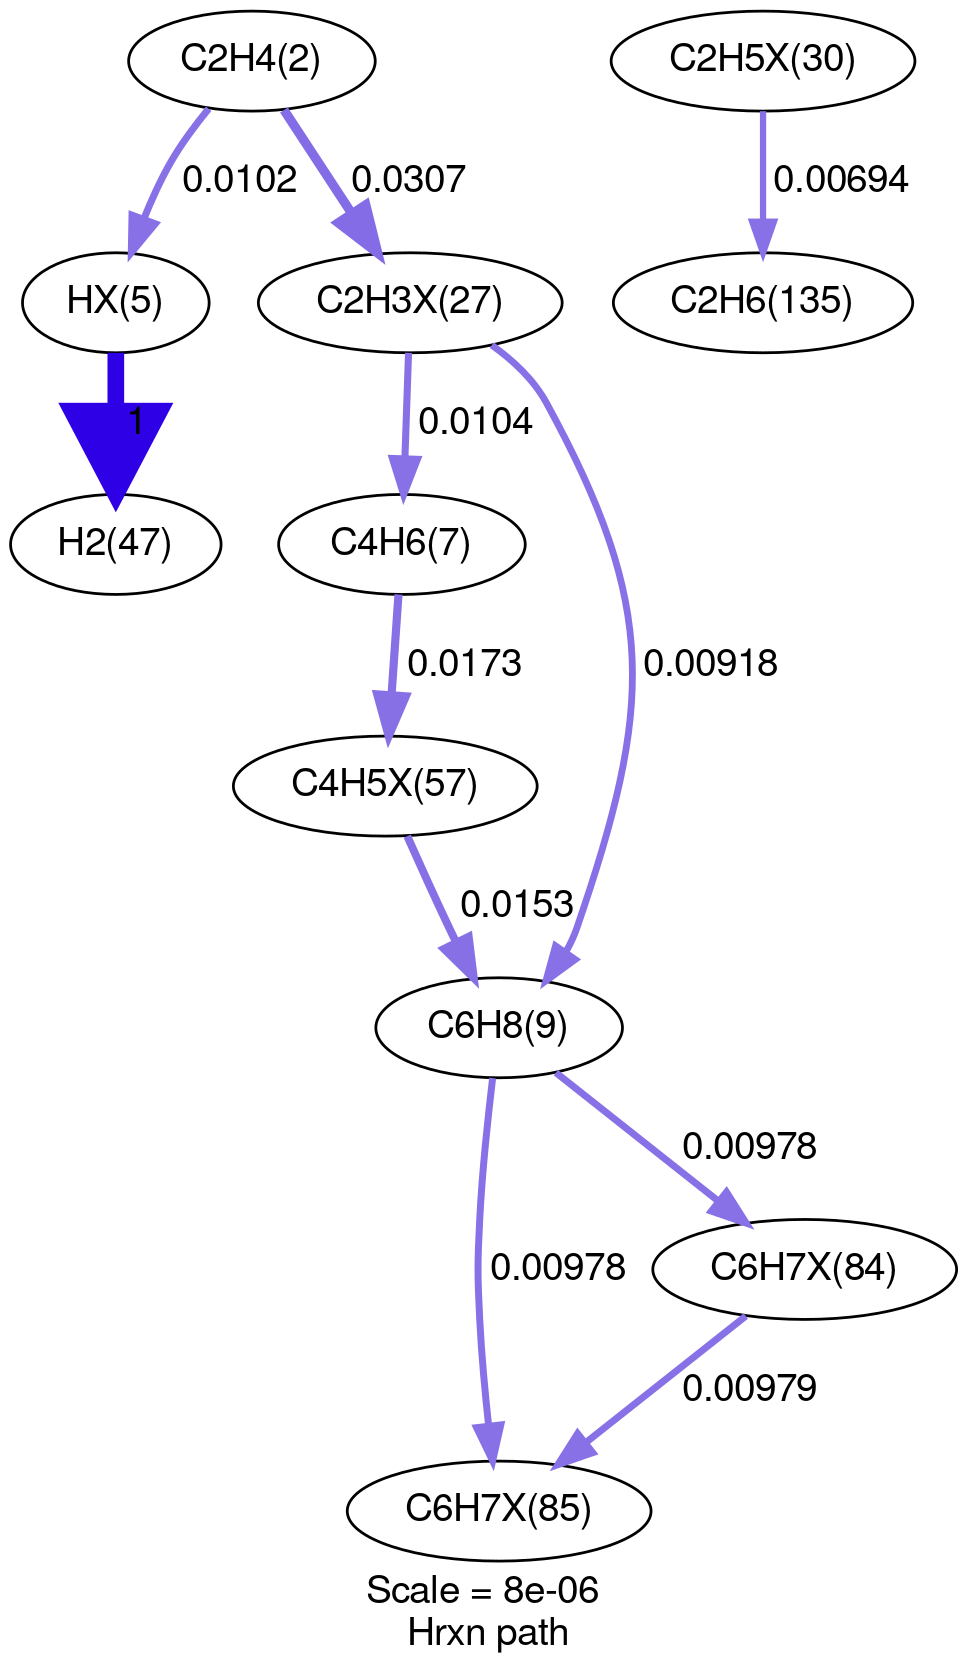 C2H4(2)
C2H5X(30)
0.0102
0.0307
0.00694
HX(5)
C2H3X(27)
C2H6(135)
1
0.0104
H2(47)
C4H6(7)
0.0173
0.00918
C4H5X(57)
0.0153
C6H8(9)
0.00978
C6H7X(84)
0.00978
0.00979
C6H7X(85)
Scale = 8e-06
Hrxn path